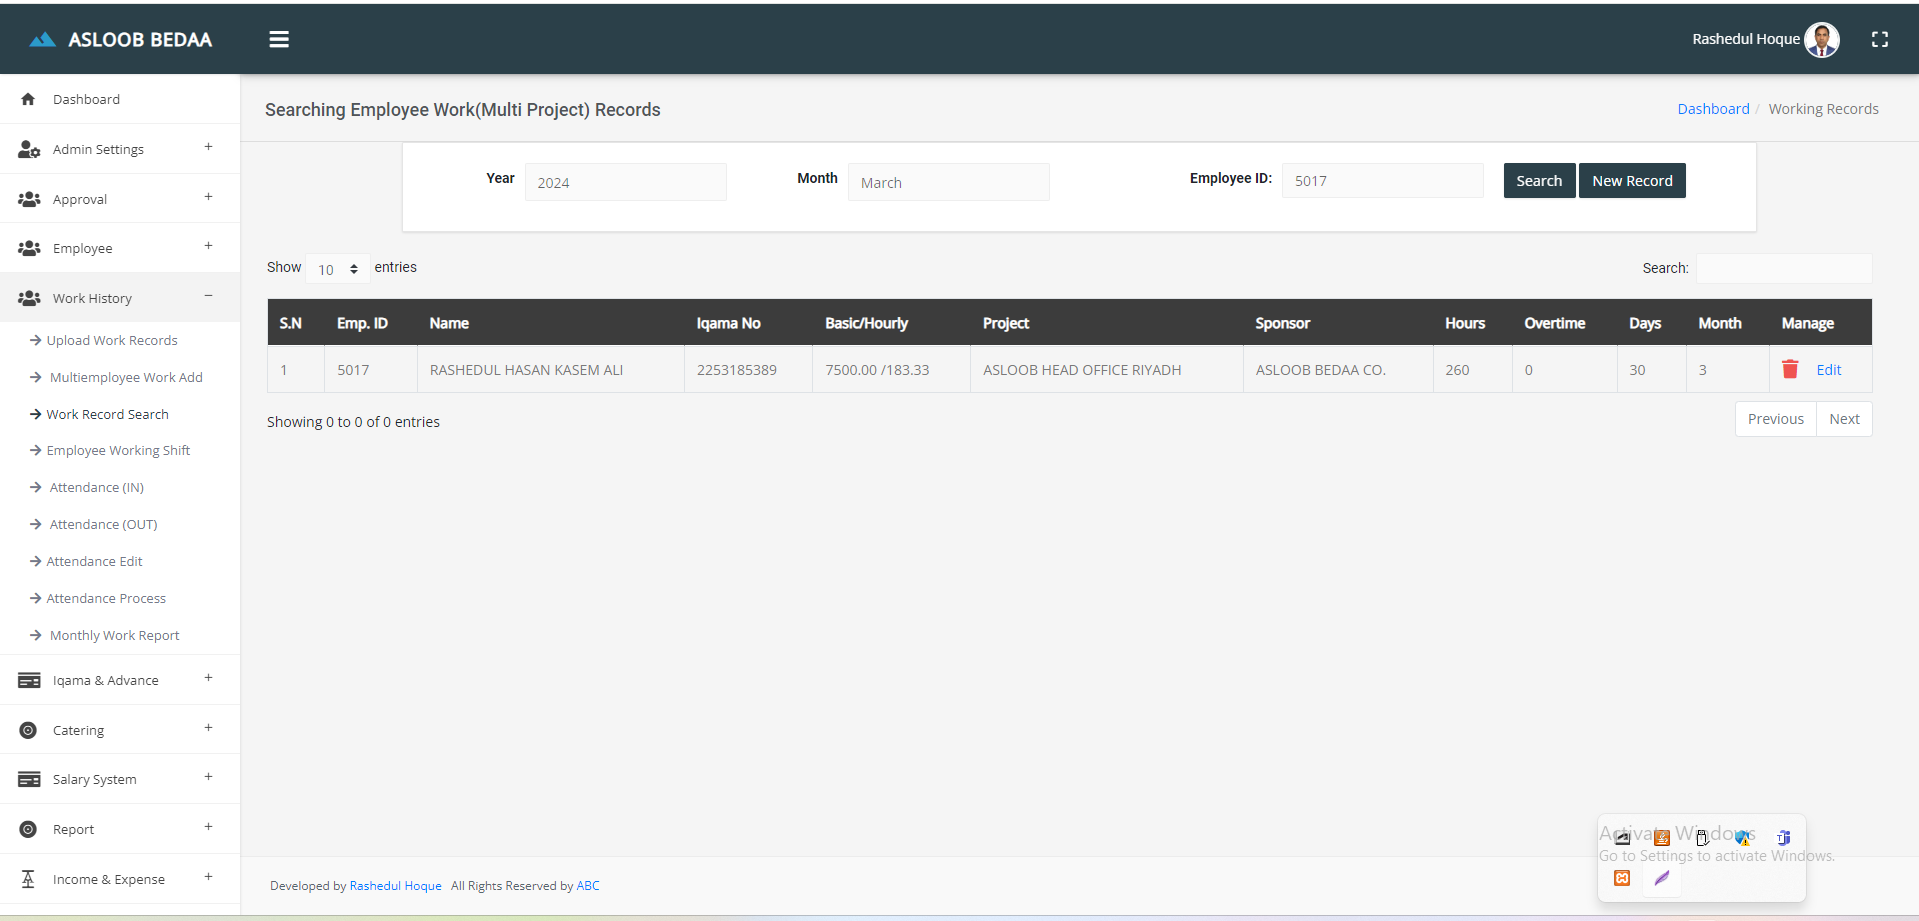 ASLOOB BEDAA
Rashedul Hoque
Dashboard
Admin Settings +
Approval +
Employee +
Work History −
Upload Work Records
Multiemployee Work Add
Work Record Search
Employee Working Shift
Attendance (IN)
Attendance (OUT)
Attendance Edit
Attendance Process
Monthly Work Report
Iqama & Advance +
Catering +
Salary System +
Report +
Income & Expense +
Searching Employee Work(Multi Project) Records
Dashboard / Working Records
Year 2024 Month March Employee ID: 5017 Search New Record
Show 10 entries Search:
S.N Emp. ID Name Iqama No Basic/Hourly Project Sponsor Hours Overtime Days Month Manage
1 5017 RASHEDUL HASAN KASEM ALI 2253185389 7500.00 /183.33 ASLOOB HEAD OFFICE RIYADH ASLOOB BEDAA CO. 260 0 30 3 Edit
Showing 0 to 0 of 0 entries Previous Next
Developed by Rashedul Hoque All Rights Reserved by ABC
Activate Windows
Go to Settings to activate Windows.